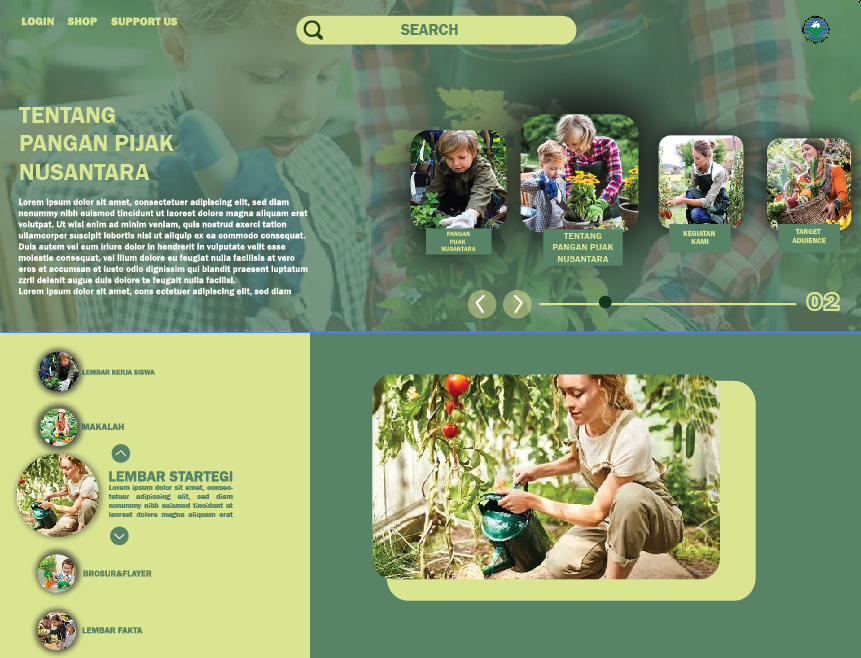 LOGIN SHOP SUPPORT US
SEARCH
TENTANG
PANGAN PIJAK
NUSANTARA
Lorem ipsum dolor sit amet, consectetuer adipiscing elit, sed diam
nonummy nibh euismod tincidunt ut laoreet dolore magna aliquam erat
volutpat. Ut wisi enim ad minim veniam, quis nostrud exerci tation
ullamcorper suscipit lobortis nisl ut aliquip ex ea commodo consequat.
Duis autem vel eum iriure dolor in hendrerit in vulputate velit esse
molestie consequat, vel illum dolore eu feugiat nulla facilisis at vero
eros et accumsan et iusto odio dignissim qui blandit praesent luptatum
zzril delenit augue duis dolore te feugait nulla facilisi.
Lorem ipsum dolor sit amet, cons ectetuer adipiscing elit, sed diam
PANGAN
PIJAK
NUSANTARA
TENTANG
PANGAN PIJAK
NUSANTARA
KEGIATAN
KAMI
TARGET
ADUIENCE
02
LEMBAR KERJA SISWA
MAKALAH
LEMBAR STARTEGI
Lorem ipsum dolor sit amet, consec-
tetuer adipiscing elit, sed diam
nonummy nibh euismod tincidunt ut
laoreet dolore magna aliquam erat
BROSUR&FLAYER
LEMBAR FAKTA